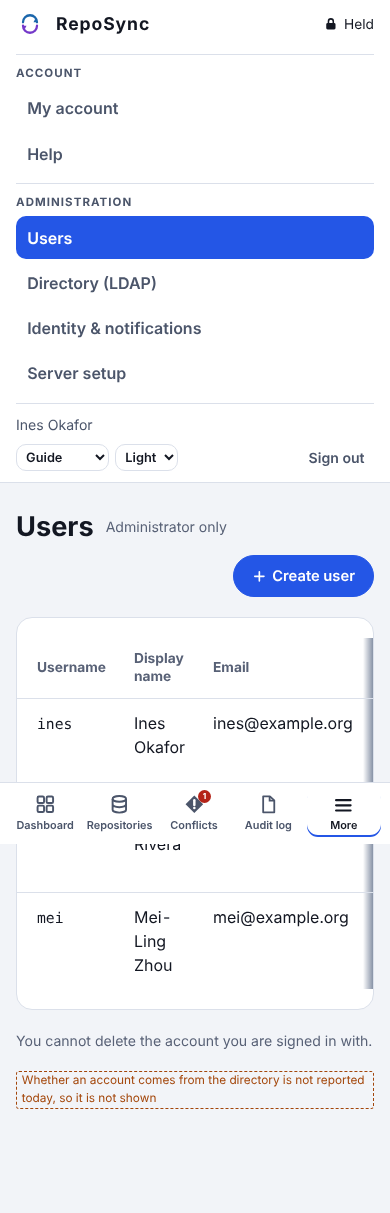 RepoSync
Held
ACCOUNT
My account
Help
ADMINISTRATION
Users
Directory (LDAP)
Identity & notifications
Server setup
Ines Okafor
Guide
Light
Sign out
Users
Administrator only
+ Create user
Username
Display name
Email
ines
Ines Okafor
ines@example.org
Dashboard
Repositories
1
Conflicts
Audit log
More
Rivera
mei
Mei-Ling Zhou
mei@example.org
You cannot delete the account you are signed in with.
Whether an account comes from the directory is not reported
today, so it is not shown